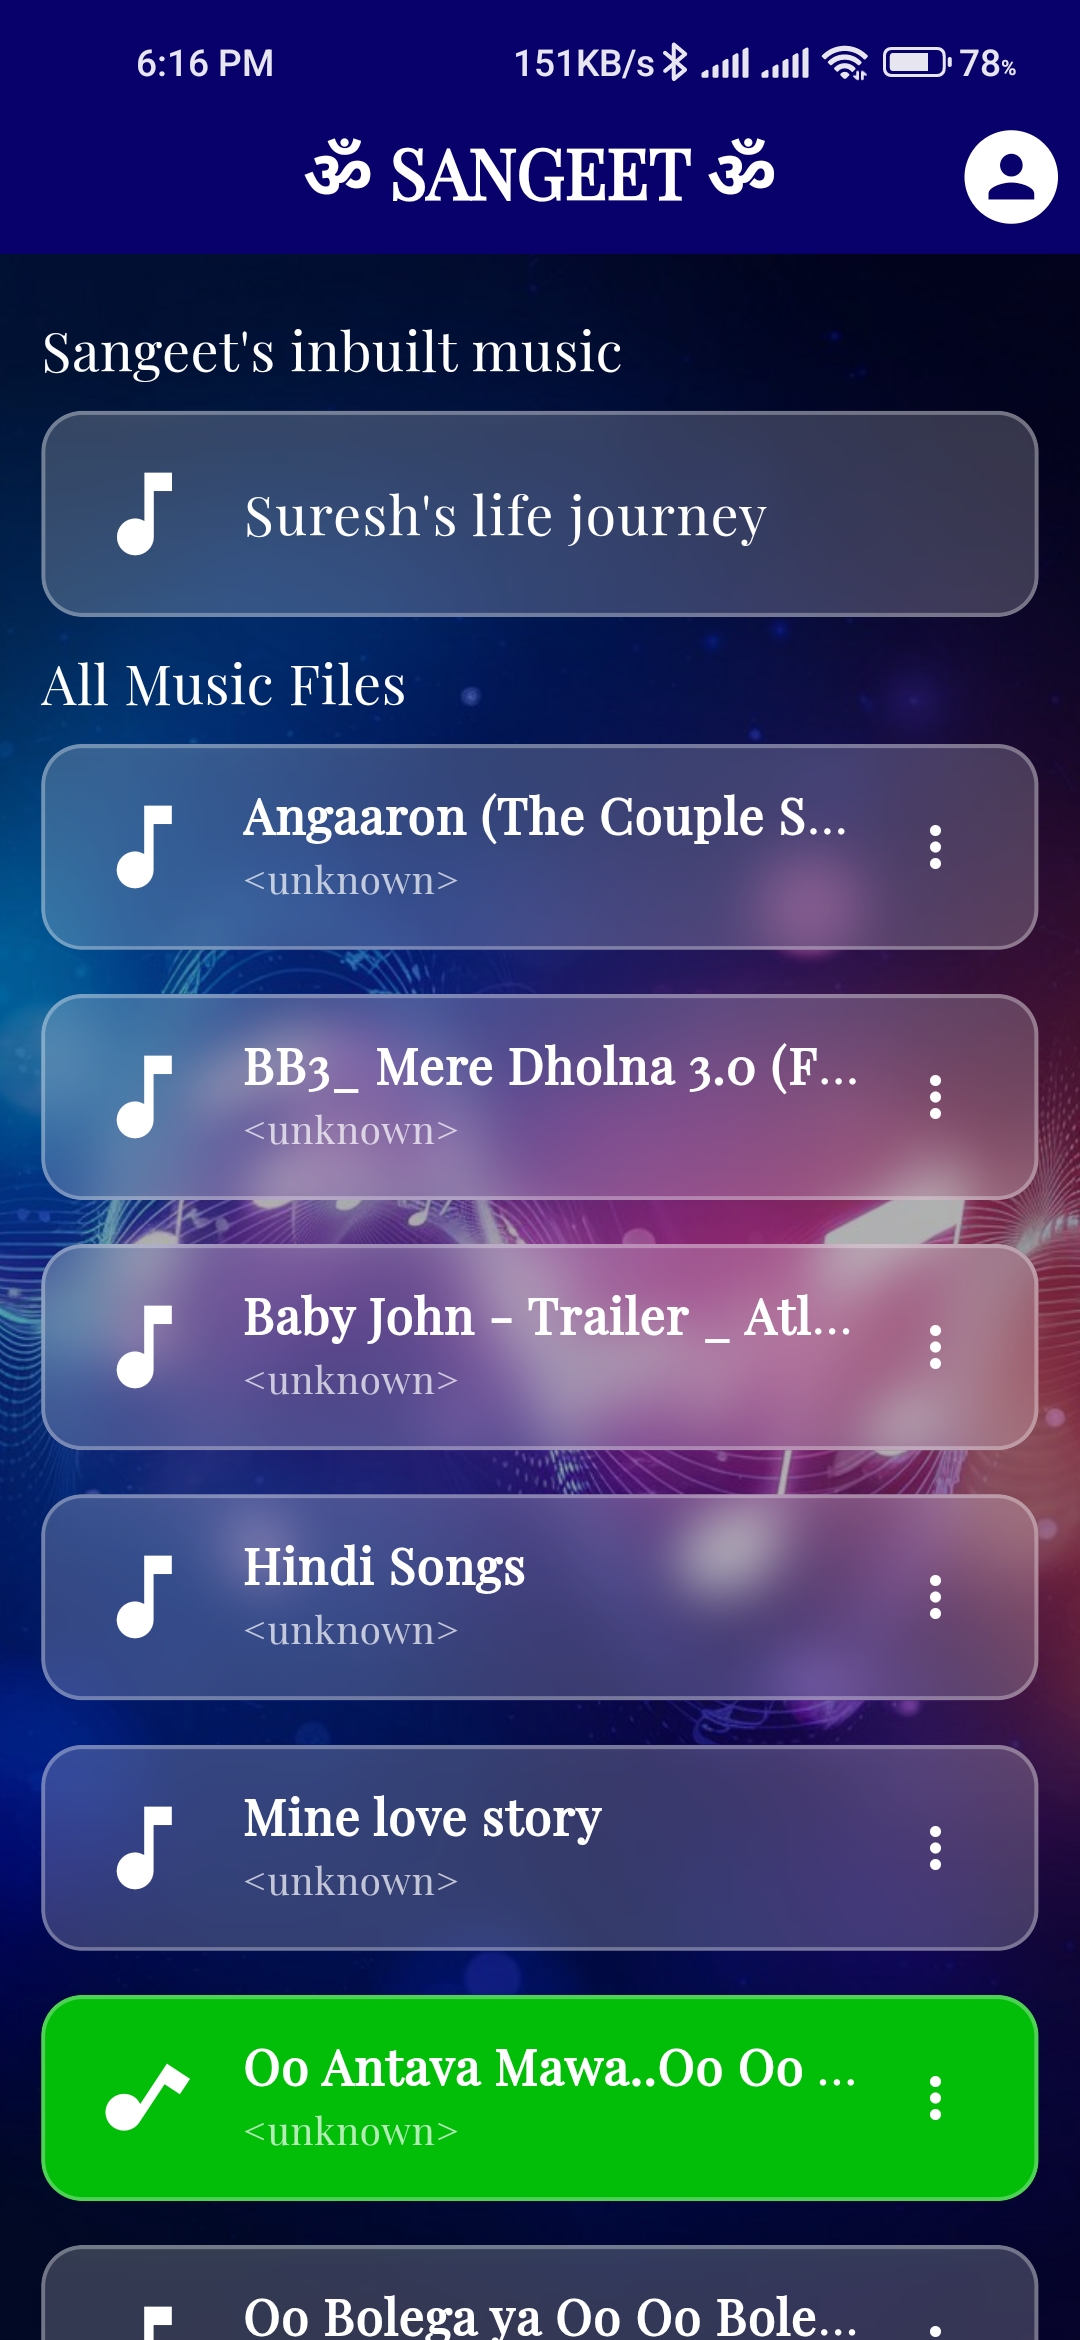 6:16 PM 151KB/s 78%
ॐ SANGEET ॐ
Sangeet's inbuilt music
Suresh's life journey
All Music Files
Angaaron (The Couple S...
<unknown>
BB3_ Mere Dholna 3.0 (F...
<unknown>
Baby John - Trailer _ Atl...
<unknown>
Hindi Songs
<unknown>
Mine love story
<unknown>
Oo Antava Mawa..Oo Oo ...
<unknown>
Oo Bolega ya Oo Oo Bole...